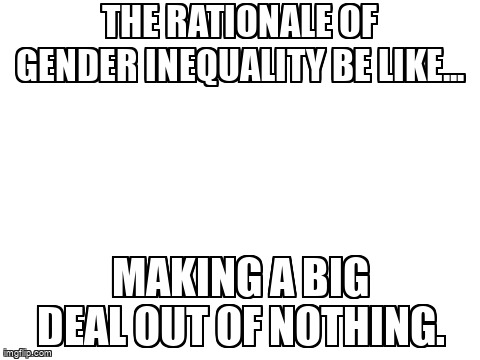 THE RATIONALE OF
GENDER INEQUALITY BE LIKE...
MAKING A BIG
DEAL OUT OF NOTHING.
imgflip.com